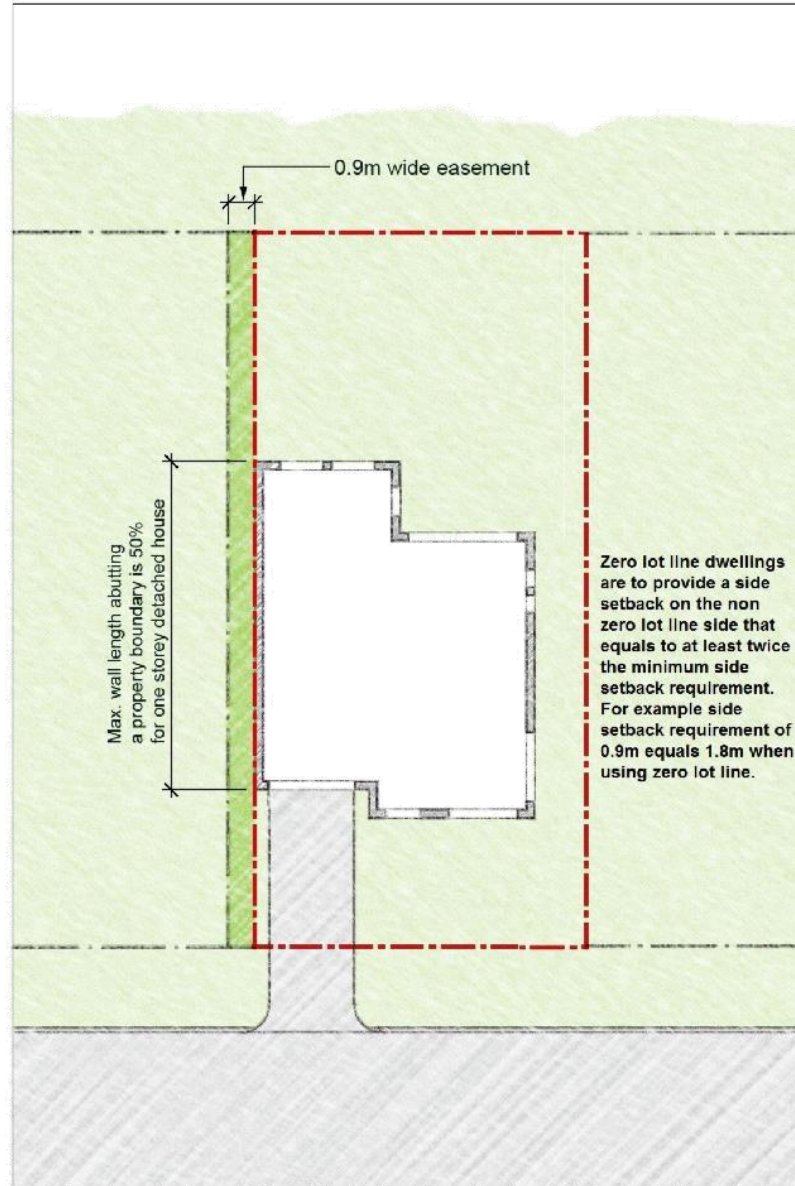 0.9m wide easement
Max. wall length abutting
a property boundary is 50%
for one storey detached house
Zero lot line dwellings
are to provide a side
setback on the non
zero lot line side that
equals to at least twice
the minimum side
setback requirement.
For example side
setback requirement of
0.9m equals 1.8m when
using zero lot line.